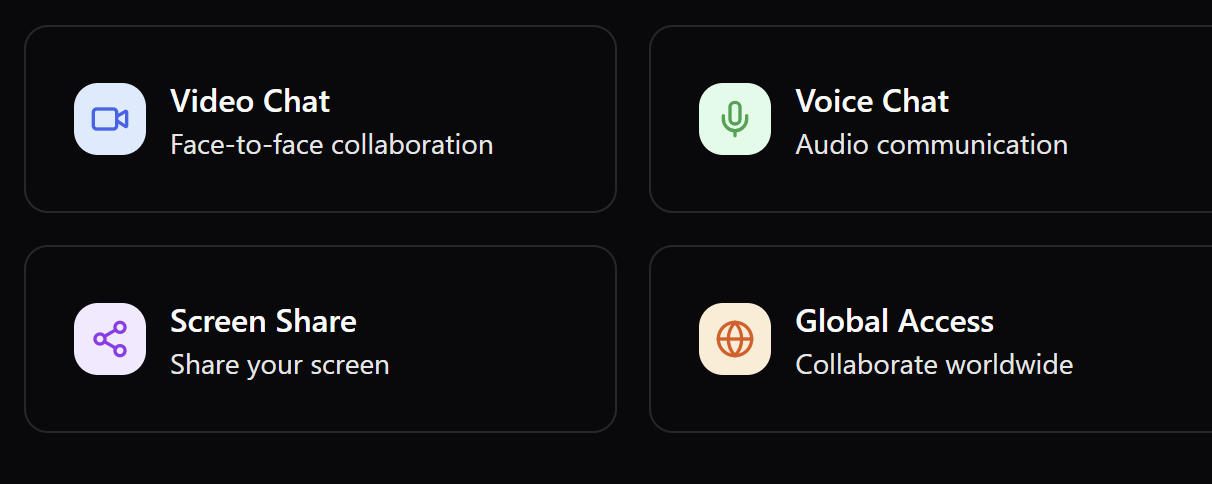 Video Chat
Face-to-face collaboration
Voice Chat
Audio communication
Screen Share
Share your screen
Global Access
Collaborate worldwide